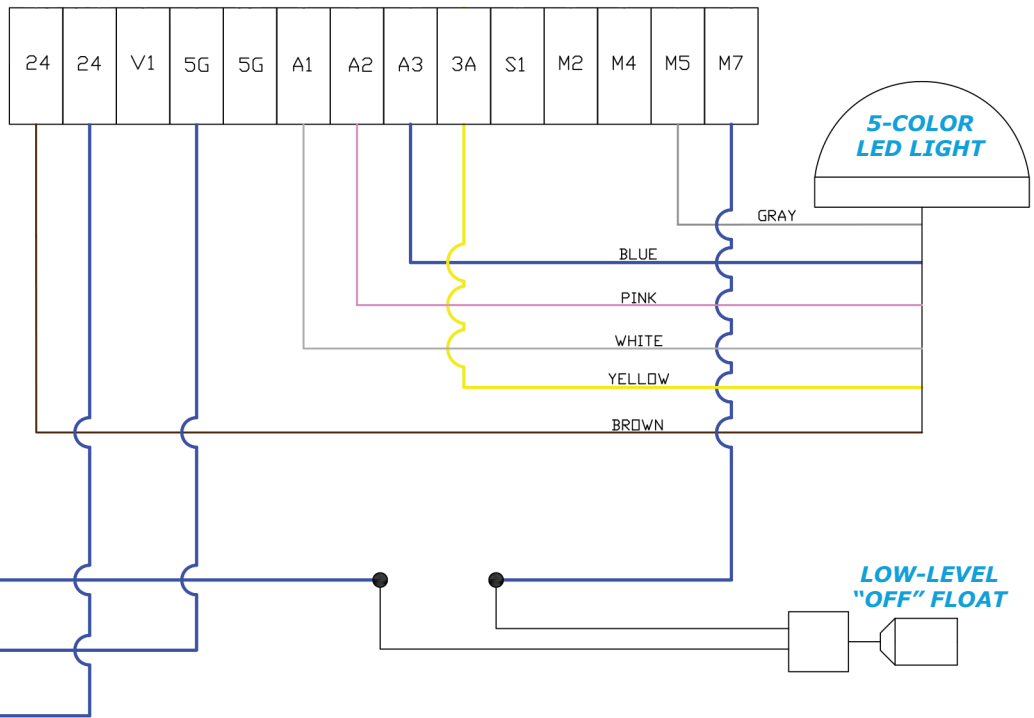 24 24 V1 5G 5G A1 A2 A3 3A S1 M2 M4 M5 M7
5-COLOR
LED LIGHT
GRAY
BLUE
PINK
WHITE
YELLOW
BROWN
LOW-LEVEL
“OFF” FLOAT